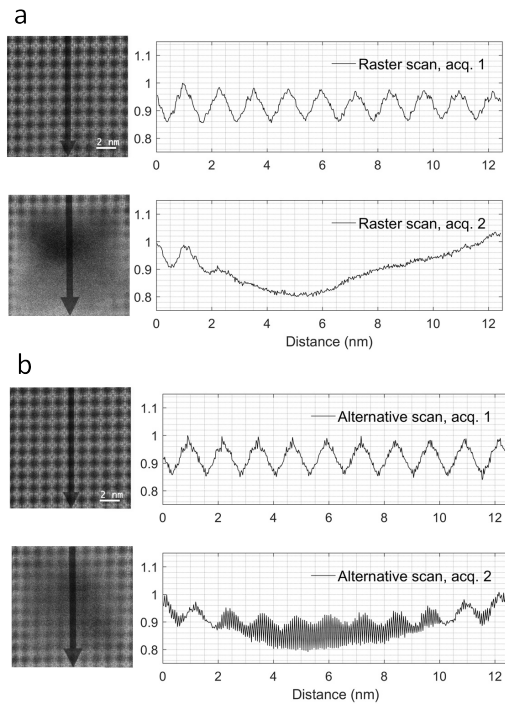 a
1.1
1
0.9
0.8
Raster scan, acq. 1
2 nm
0 2 4 6 8 10 12
1.1
1
0.9
0.8
Raster scan, acq. 2
0 2 4 6 8 10 12
Distance (nm)
b
1.1
1
0.9
0.8
Alternative scan, acq. 1
2 nm
0 2 4 6 8 10 12
1.1
1
0.9
0.8
Alternative scan, acq. 2
0 2 4 6 8 10 12
Distance (nm)